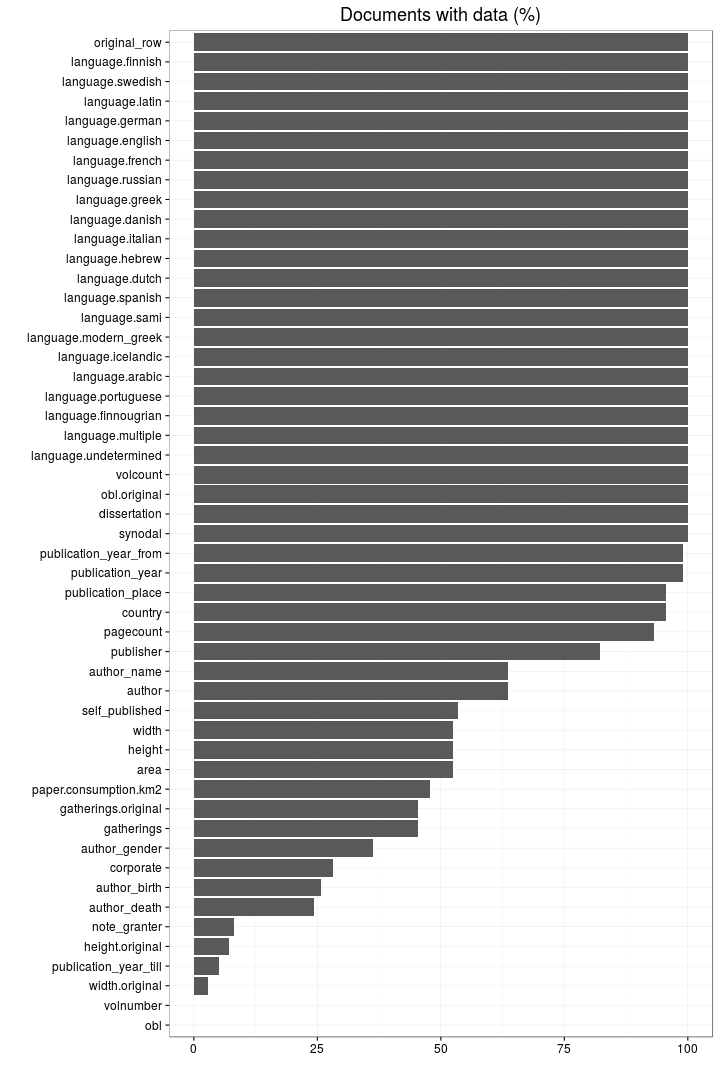 Documents with data (%)
original_row
language.finnish
language.swedish
language.latin
language.german
language.english
language.french
language.russian
language.greek
language.danish
language.italian
language.hebrew
language.dutch
language.spanish
language.sami
language.modern_greek
language.icelandic
language.arabic
language.portuguese
language.finnougrian
language.multiple
language.undetermined
volcount
obl.original
dissertation
synodal
publication_year_from
publication_year
publication_place
country
pagecount
publisher
author_name
author
self_published
width
height
area
paper.consumption.km2
gatherings.original
gatherings
author_gender
corporate
author_birth
author_death
note_granter
height.original
publication_year_till
width.original
volnumber
obl
0 25 50 75 100